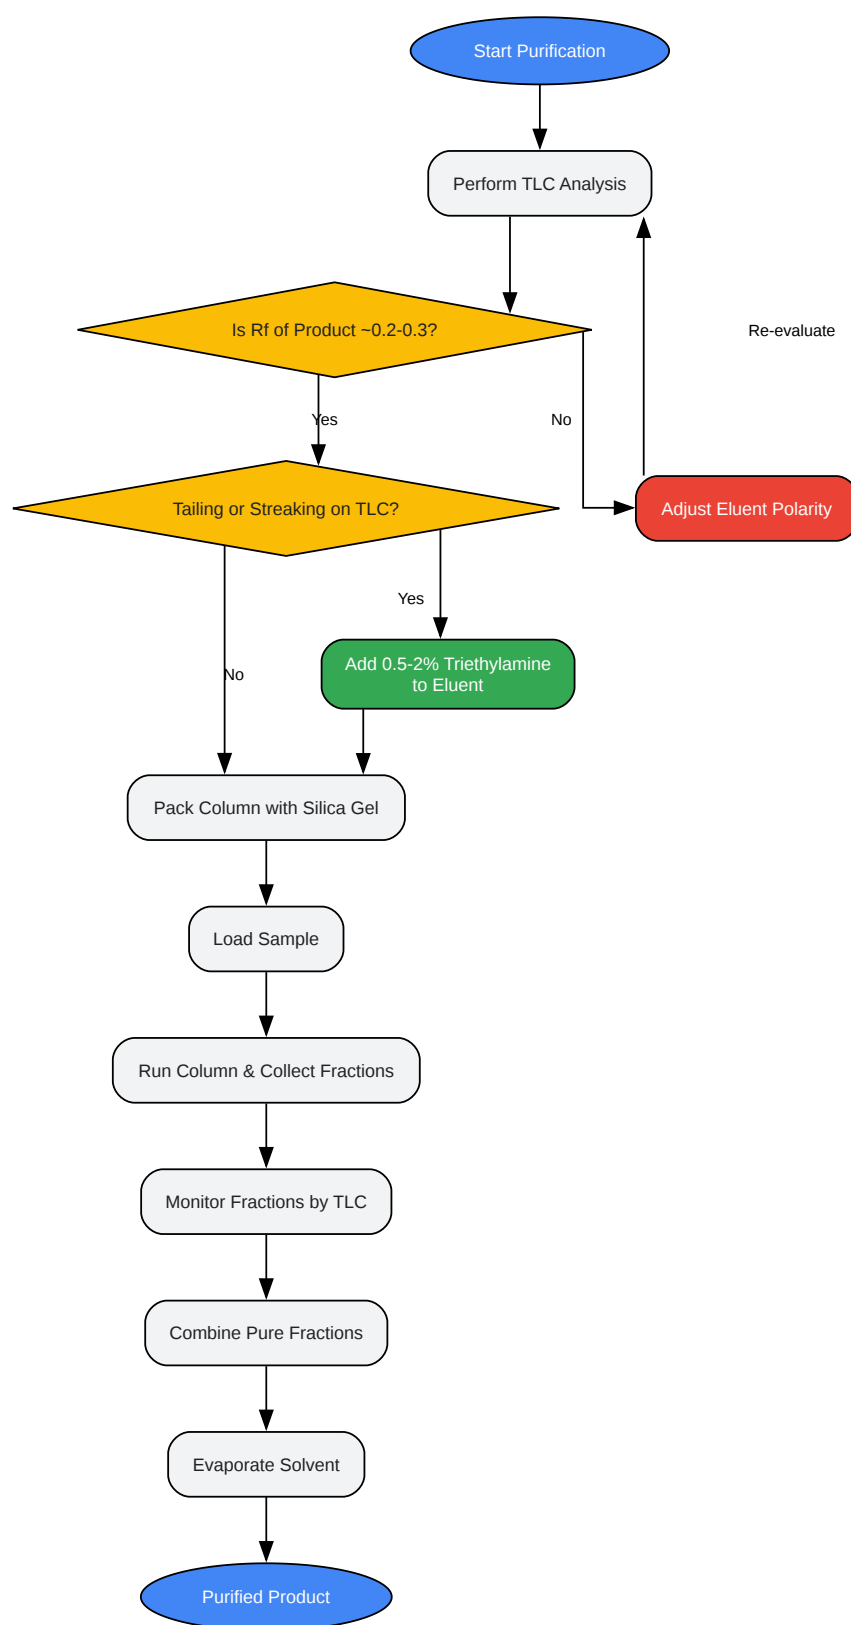 Start Purification
Perform TLC Analysis
Is Rf of Product ~0.2-0.3?
Re-evaluate
Yes
No
Tailing or Streaking on TLC?
Adjust Eluent Polarity
Yes
No
Add 0.5-2% Triethylamine
to Eluent
Pack Column with Silica Gel
Load Sample
Run Column & Collect Fractions
Monitor Fractions by TLC
Combine Pure Fractions
Evaporate Solvent
Purified Product